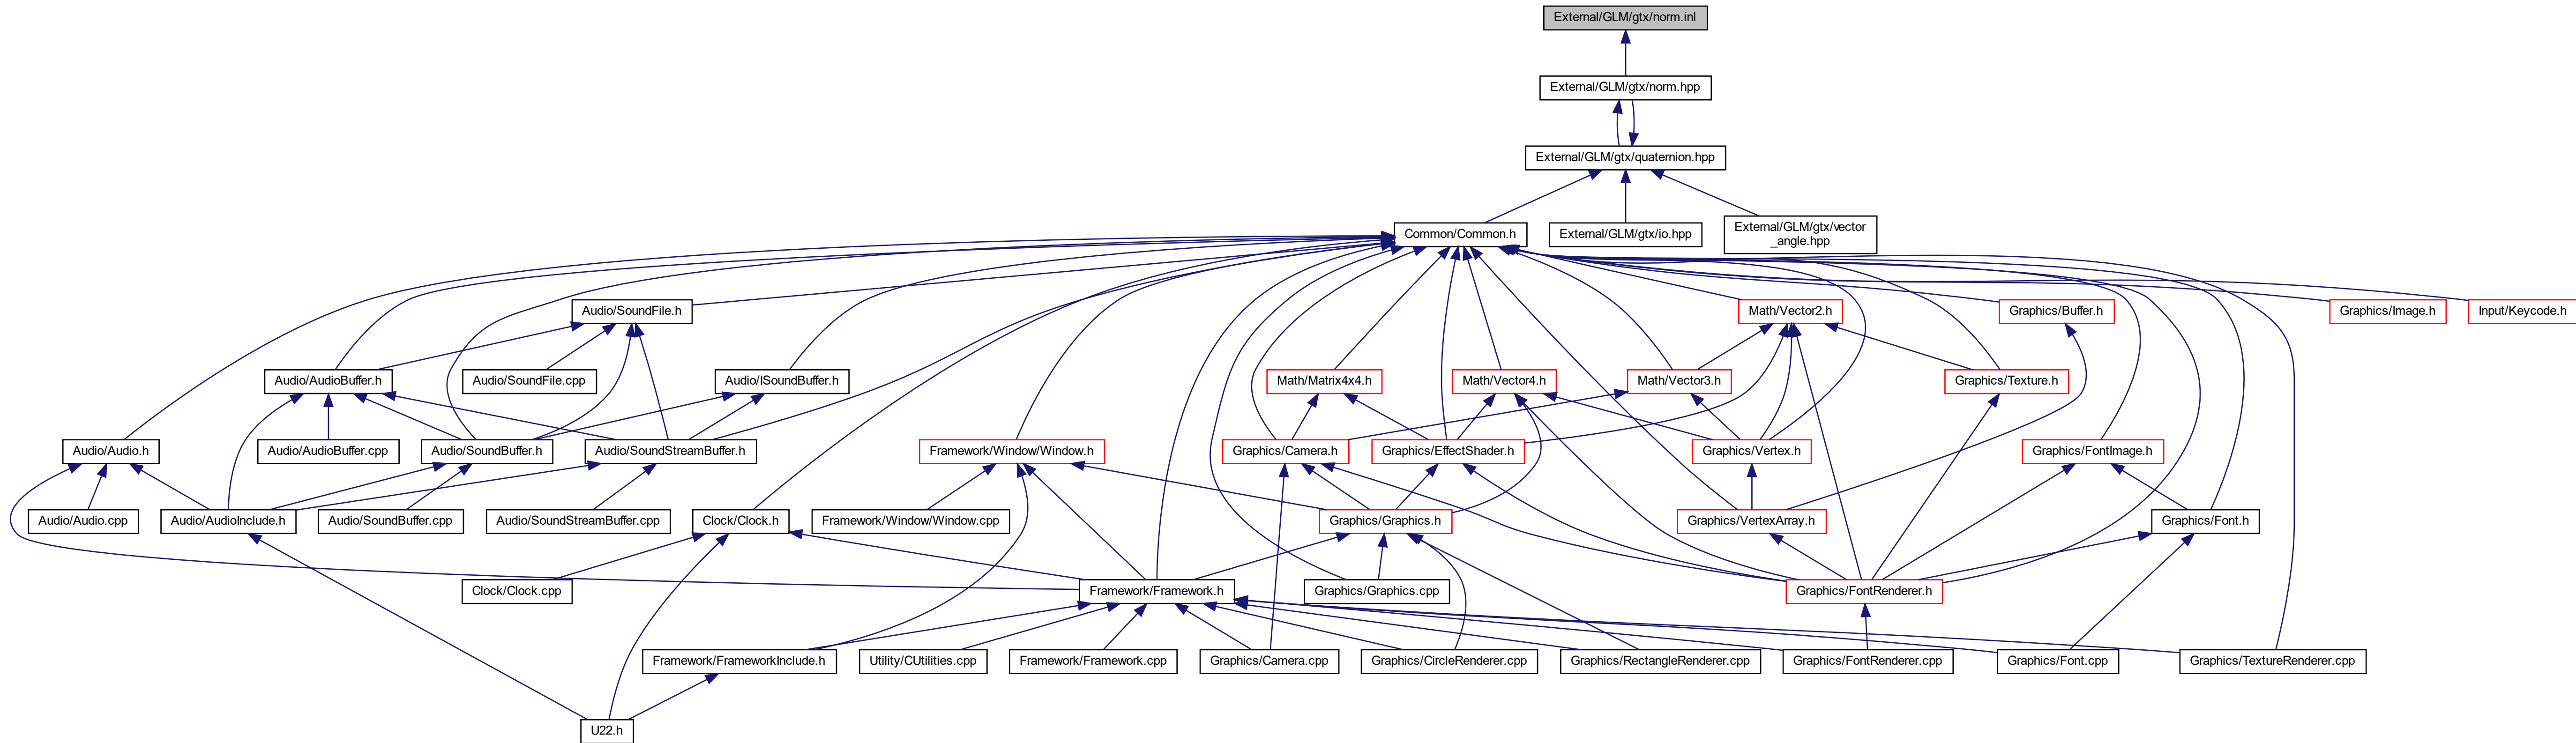 External/GLM/gtx/norm.inl
External/GLM/gtx/norm.hpp
External/GLM/gtx/quaternion.hpp
Common/Common.h
External/GLM/gtx/io.hpp
External/GLM/gtx/vector
_angle.hpp
Audio/SoundFile.h
Math/Vector2.h
Graphics/Buffer.h
Graphics/Image.h
Input/Keycode.h
Audio/AudioBuffer.h
Audio/SoundFile.cpp
Audio/ISoundBuffer.h
Math/Matrix4x4.h
Math/Vector4.h
Math/Vector3.h
Graphics/Texture.h
Audio/Audio.h
Audio/AudioBuffer.cpp
Audio/SoundBuffer.h
Audio/SoundStreamBuffer.h
Framework/Window/Window.h
Graphics/Camera.h
Graphics/EffectShader.h
Graphics/Vertex.h
Graphics/FontImage.h
Audio/Audio.cpp
Audio/AudioInclude.h
Audio/SoundBuffer.cpp
Audio/SoundStreamBuffer.cpp
Clock/Clock.h
Framework/Window/Window.cpp
Graphics/Graphics.h
Graphics/VertexArray.h
Graphics/Font.h
Clock/Clock.cpp
Framework/Framework.h
Graphics/Graphics.cpp
Graphics/FontRenderer.h
Framework/FrameworkInclude.h
Utility/CUtilities.cpp
Framework/Framework.cpp
Graphics/Camera.cpp
Graphics/CircleRenderer.cpp
Graphics/RectangleRenderer.cpp
Graphics/FontRenderer.cpp
Graphics/Font.cpp
Graphics/TextureRenderer.cpp
U22.h